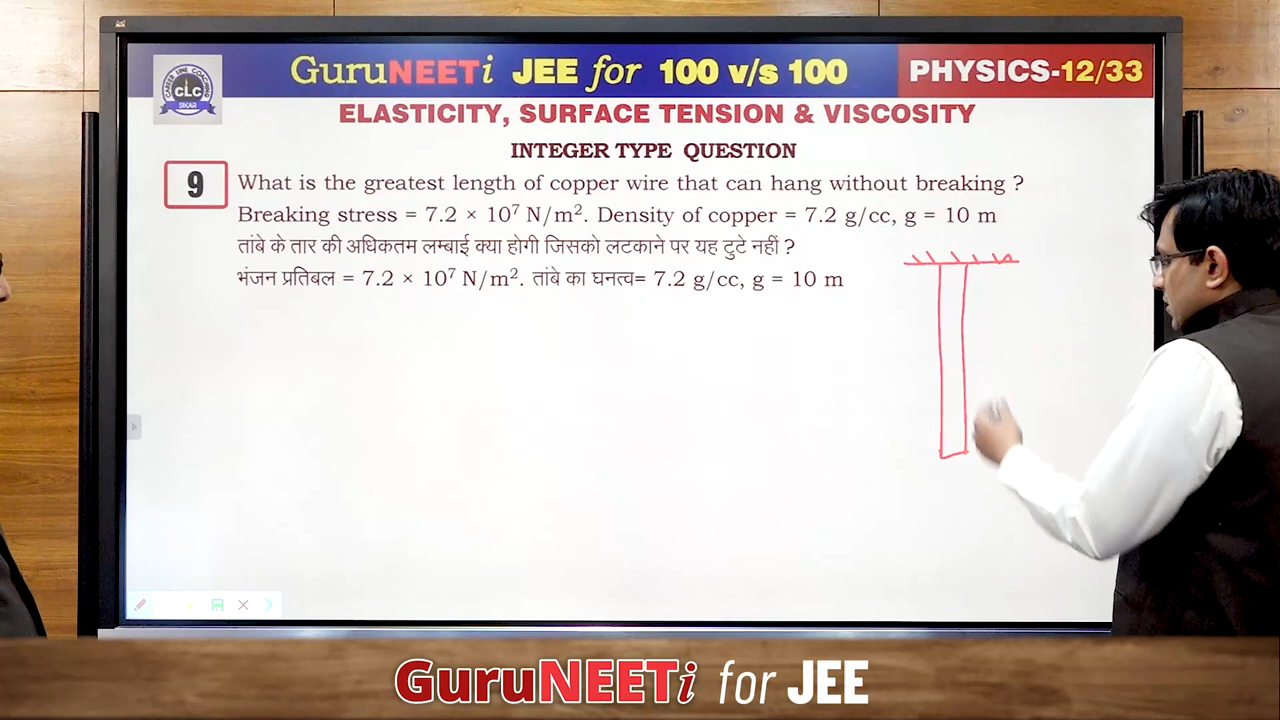 GuruNEETi JEE for 100 v/s 100
PHYSICS-12/33
CLC
SIKAR
ELASTICITY, SURFACE TENSION & VISCOSITY
INTEGER TYPE QUESTION
9
What is the greatest length of copper wire that can hang without breaking ?
Breaking stress = 7.2 × 10⁷ N/m². Density of copper = 7.2 g/cc, g = 10 m
तांबे के तार की अधिकतम लम्बाई क्या होगी जिसको लटकाने पर यह टुटे नहीं ?
भंजन प्रतिबल = 7.2 × 10⁷ N/m². तांबे का घनत्व= 7.2 g/cc, g = 10 m
GuruNEETi for JEE